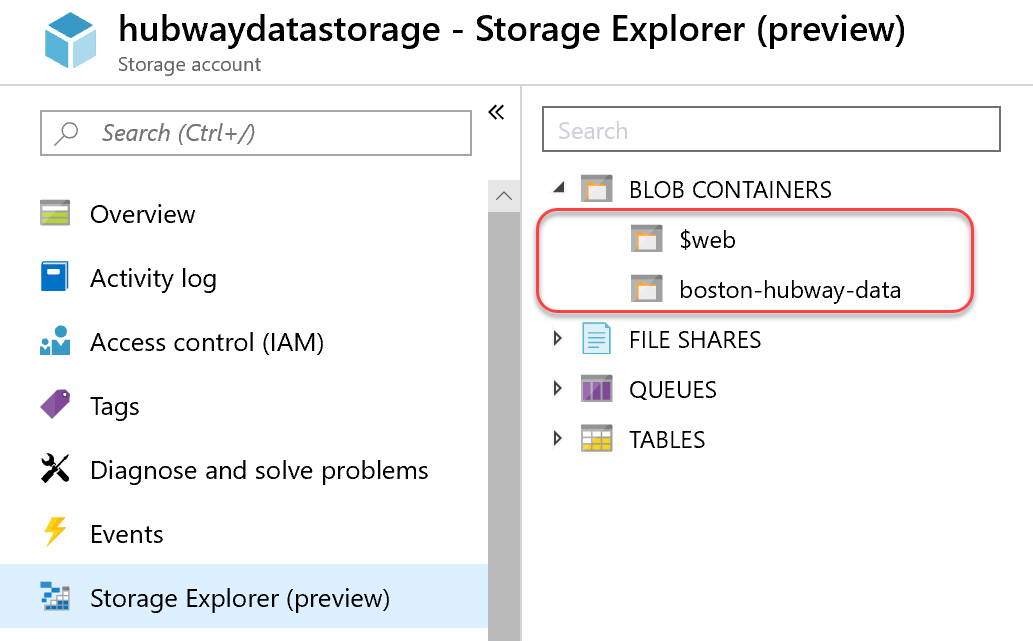 hubwaydatastorage - Storage Explorer (preview)
Storage account
Search (Ctrl+/)
Overview
Activity log
Access control (IAM)
Tags
Diagnose and solve problems
Events
Storage Explorer (preview)
Search
BLOB CONTAINERS
$web
boston-hubway-data
FILE SHARES
QUEUES
TABLES